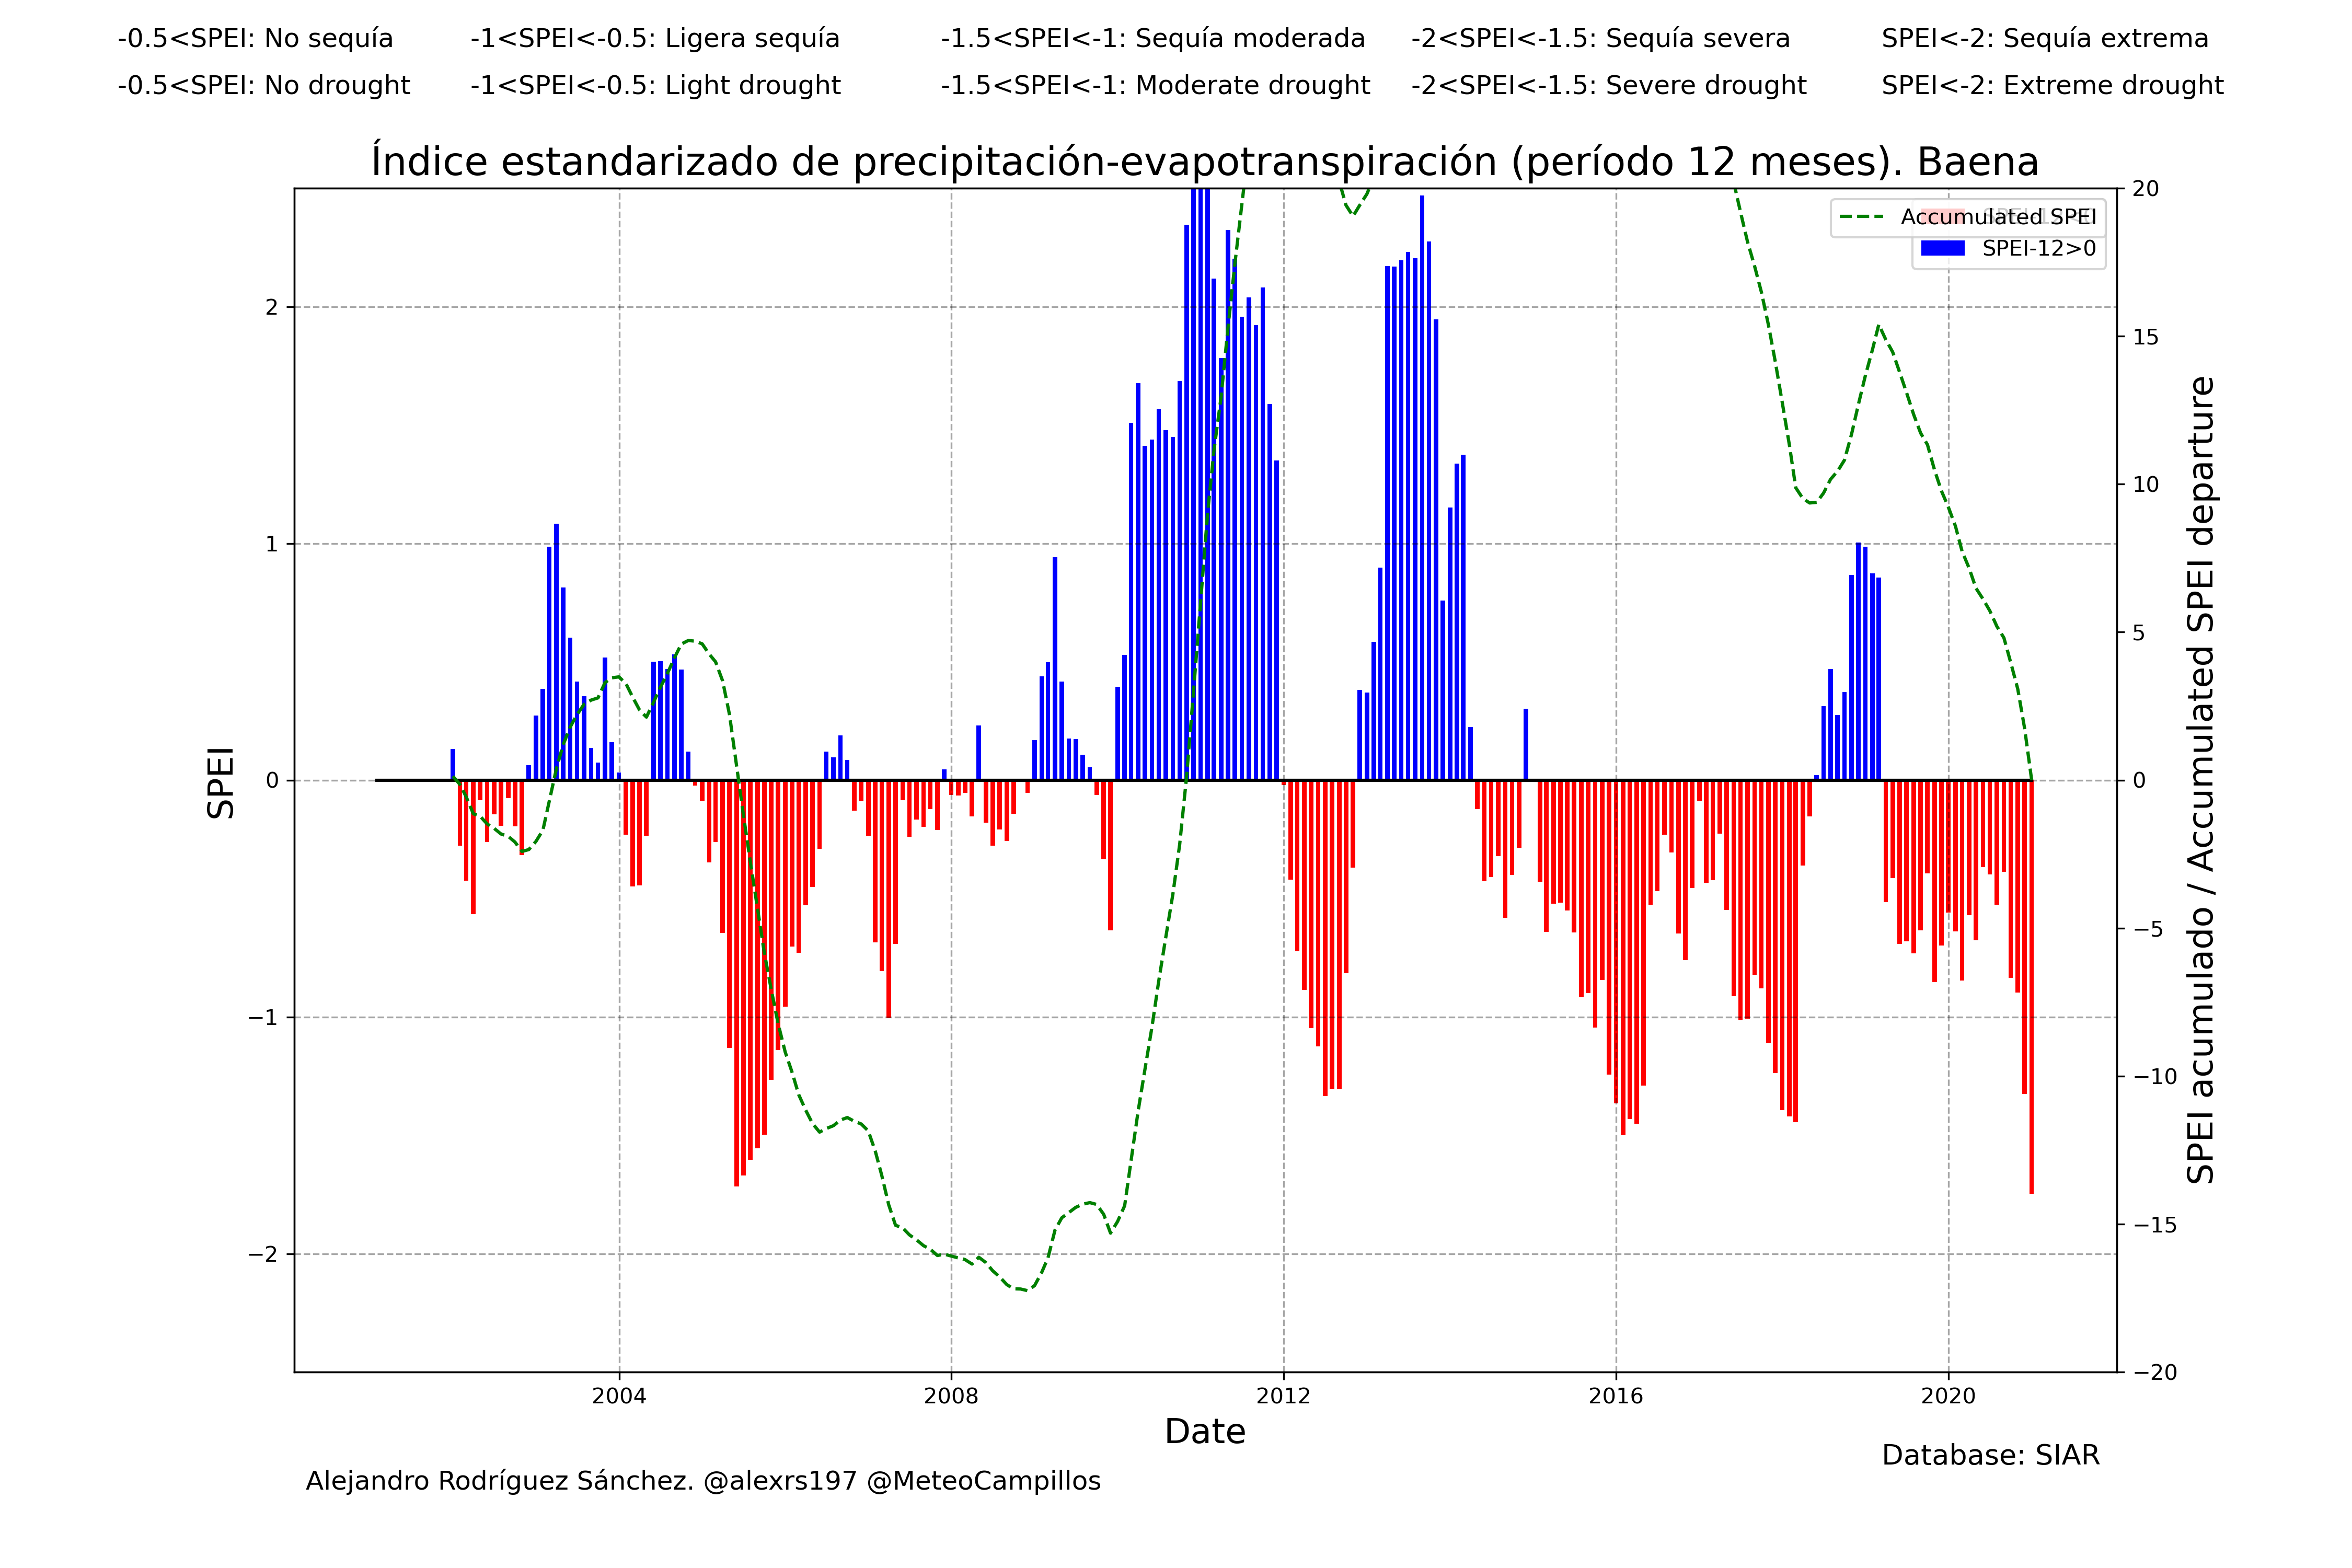 -0.5<SPEI: No sequía -1<SPEI<-0.5: Ligera sequía -1.5<SPEI<-1: Sequía moderada -2<SPEI<-1.5: Sequía severa SPEI<-2: Sequía extrema
-0.5<SPEI: No drought -1<SPEI<-0.5: Light drought -1.5<SPEI<-1: Moderate drought -2<SPEI<-1.5: Severe drought SPEI<-2: Extreme drought
Índice estandarizado de precipitación-evapotranspiración (período 12 meses). Baena
Accumulated SPEI
SPEI-12>0
SPEI
2
1
0
−1
−2
20
15
10
5
0
−5
−10
−15
−20
SPEI acumulado / Accumulated SPEI departure
2004 2008 2012 2016 2020
Date
Database: SIAR
Alejandro Rodríguez Sánchez. @alexrs197 @MeteoCampillos